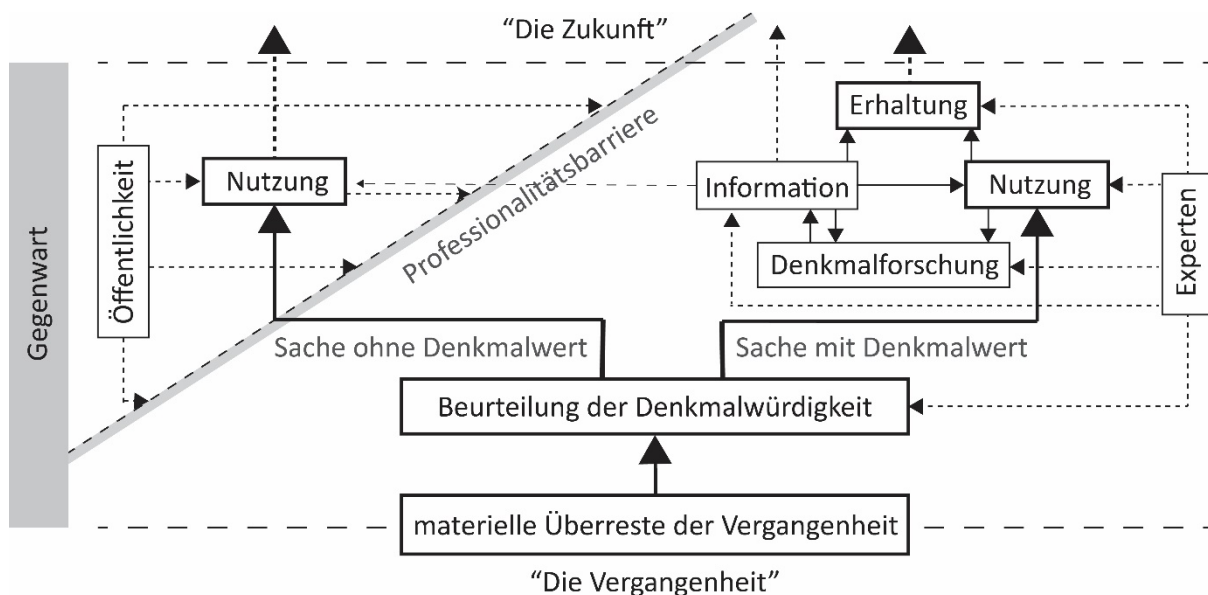 “Die Zukunft”
Erhaltung
Öffentlichkeit
Nutzung
Professionalitätsbarriere
Information
Nutzung
Experten
Denkmalforschung
Gegenwart
Sache ohne Denkmalwert
Sache mit Denkmalwert
Beurteilung der Denkmalwürdigkeit
materielle Überreste der Vergangenheit
“Die Vergangenheit”